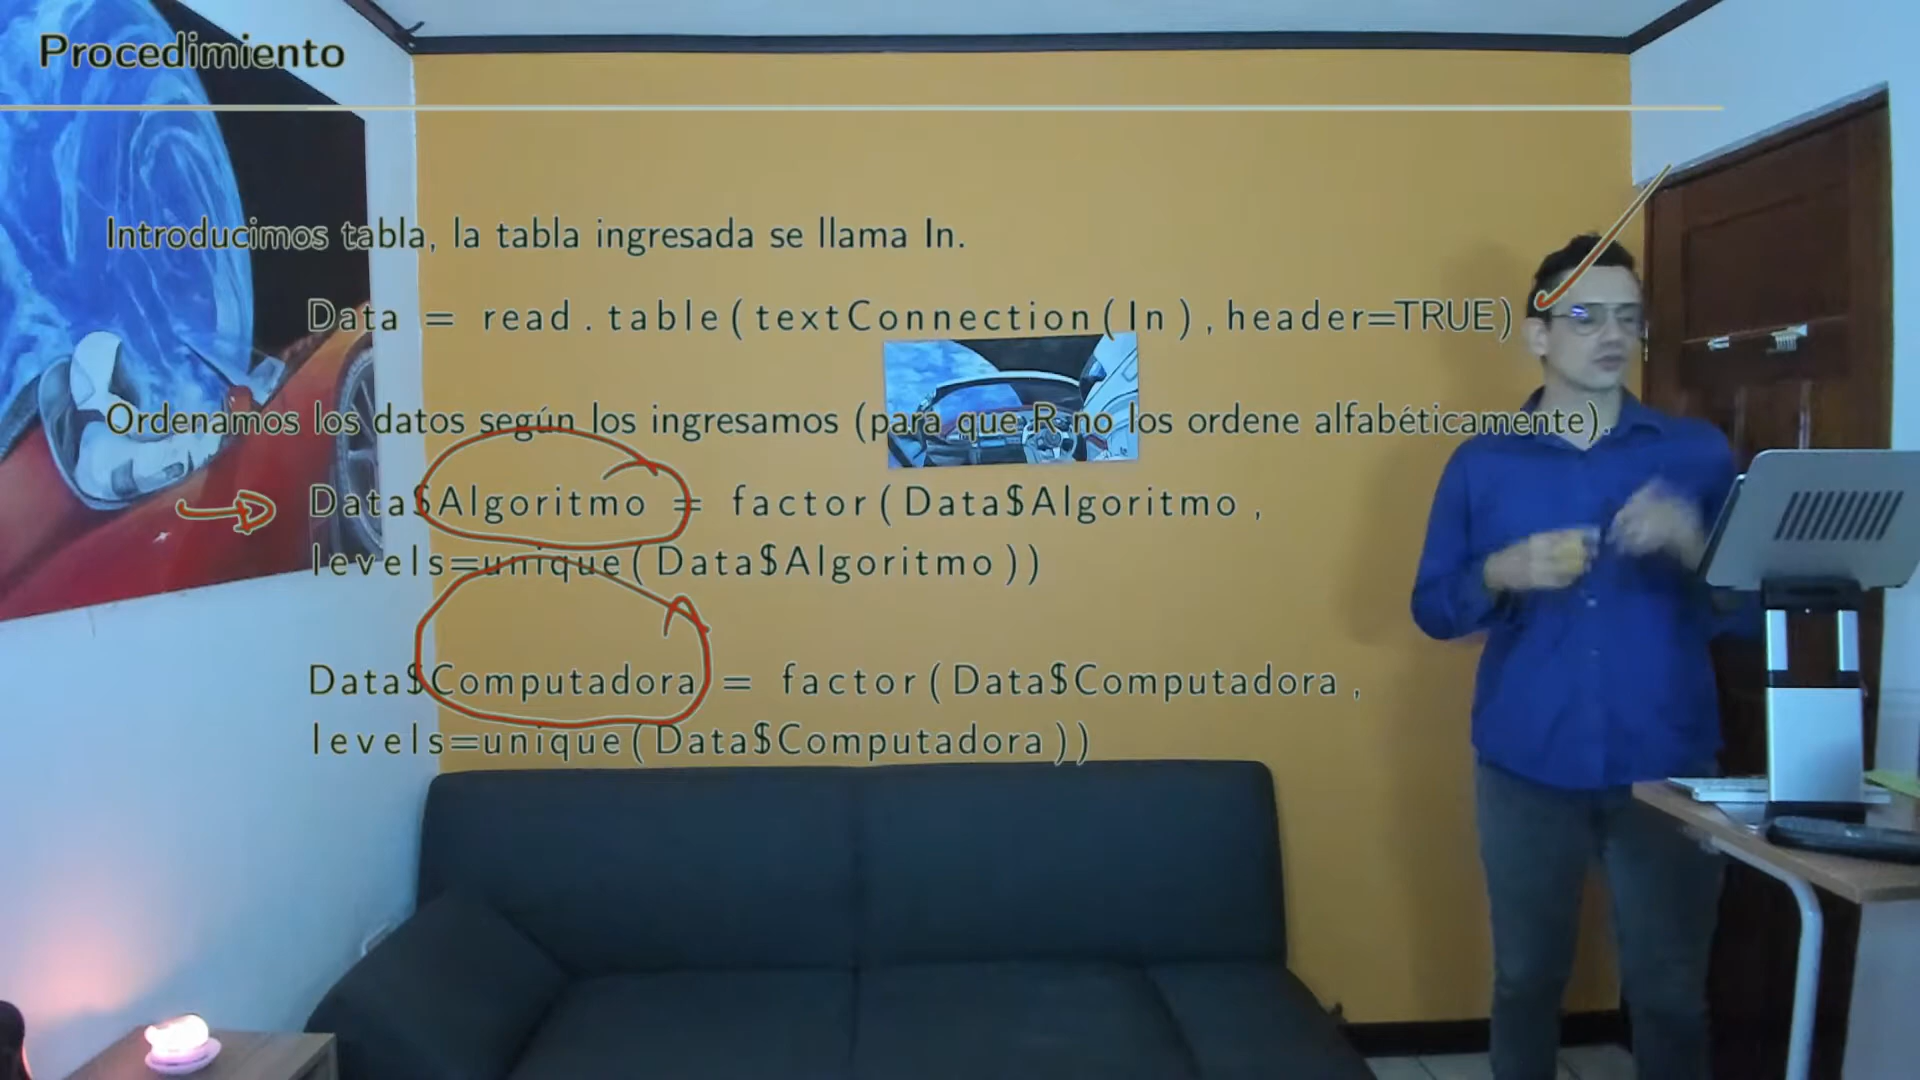 Procedimiento
Introducimos tabla, la tabla ingresada se llama In.
Data = read.table(textConnection(In),header=TRUE)
Ordenamos los datos según los ingresamos (para que R no los ordene alfabéticamente).
Data$Algoritmo = factor(Data$Algoritmo,
levels=unique(Data$Algoritmo))
Data$Computadora = factor(Data$Computadora,
levels=unique(Data$Computadora))